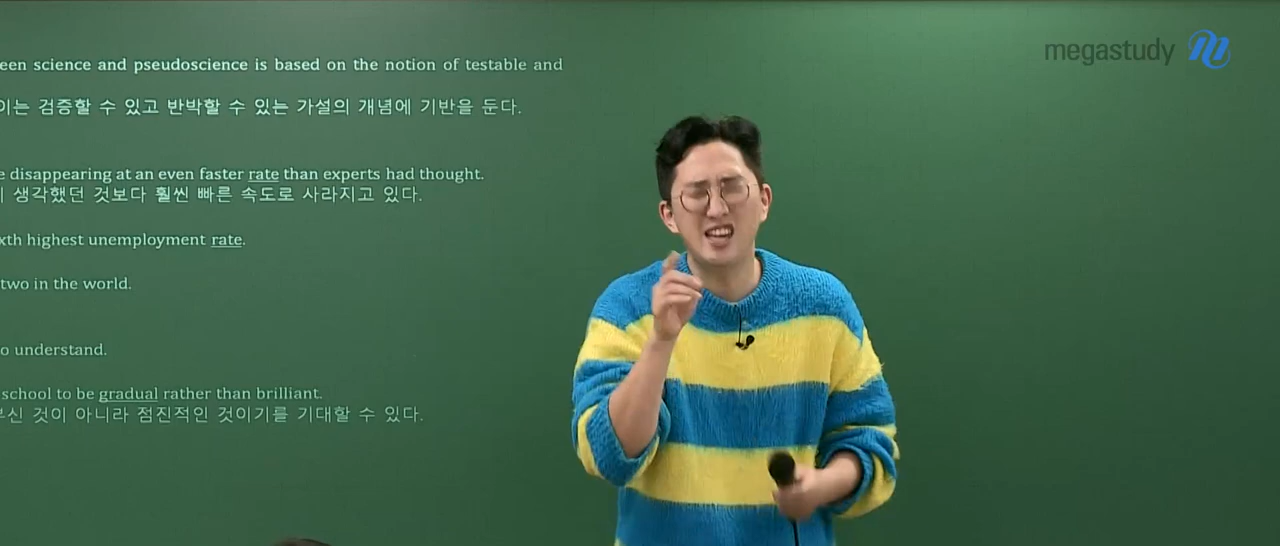 een science and pseudoscience is based on the notion of testable and
이는 검증할 수 있고 반박할 수 있는 가설의 개념에 기반을 둔다.
e disappearing at an even faster rate than experts had thought.
생각했던 것보다 훨씬 빠른 속도로 사라지고 있다.
xth highest unemployment rate.
two in the world.
o understand.
school to be gradual rather than brilliant.
부신 것이 아니라 점진적인 것이기를 기대할 수 있다.
megastudy